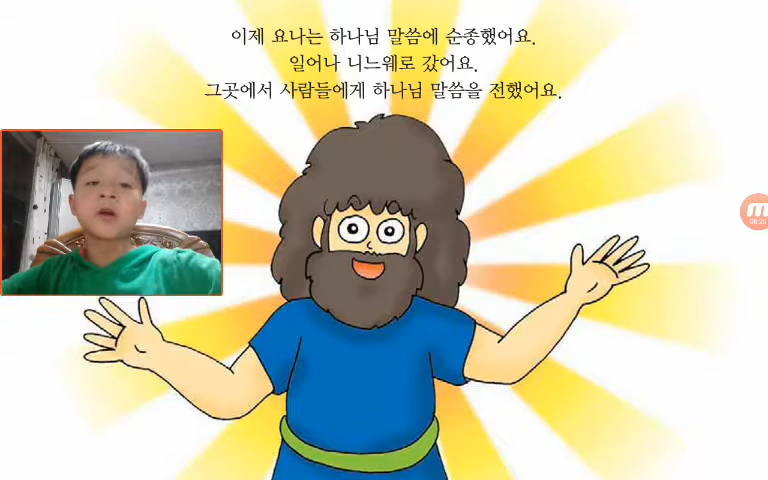 이제 요나는 하나님 말씀에 순종했어요.
일어나 니느웨로 갔어요.
그곳에서 사람들에게 하나님 말씀을 전했어요.
M
08:20